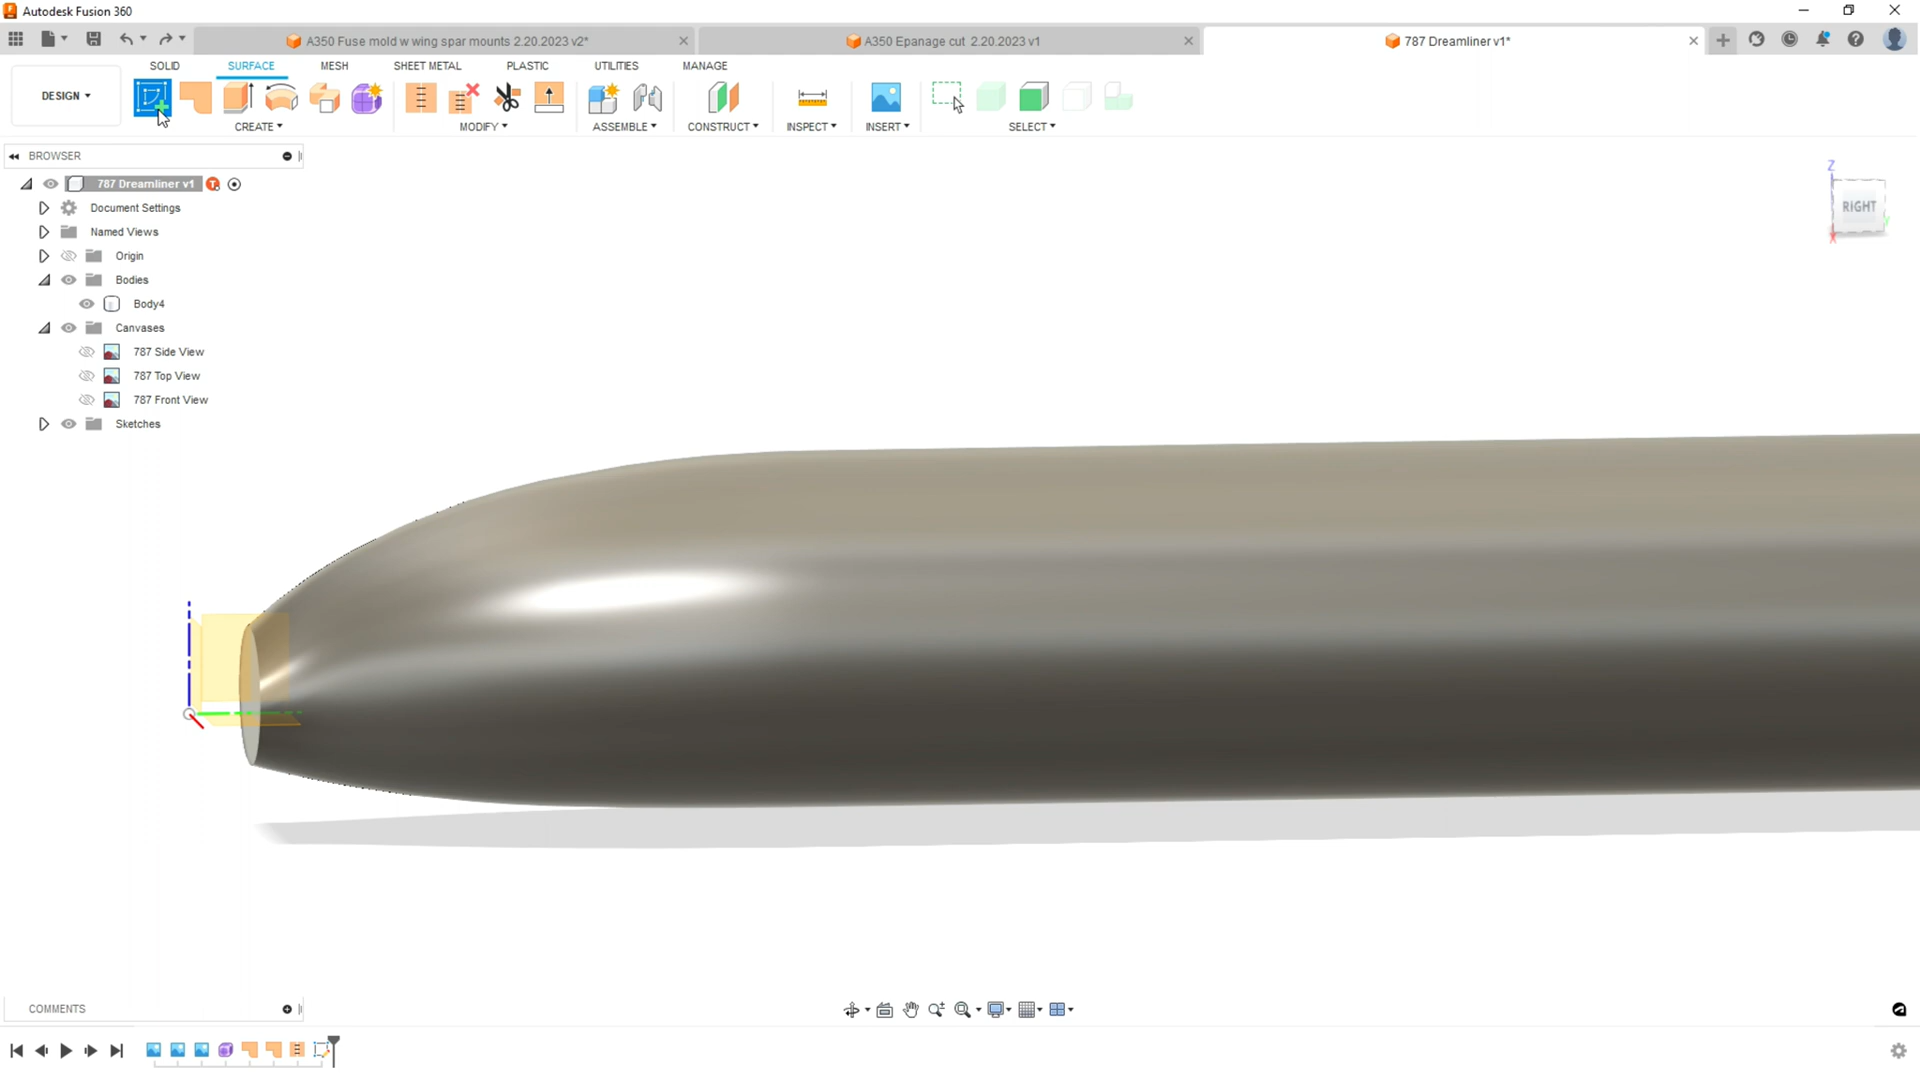 Autodesk Fusion 360
A350 Fuse mold w wing spar mounts 2.20.2023 v2*
A350 Epanage cut 2.20.2023 v1
787 Dreamliner v1*
SOLID
SURFACE
MESH
SHEET METAL
PLASTIC
UTILITIES
MANAGE
DESIGN
CREATE
MODIFY
ASSEMBLE
CONSTRUCT
INSPECT
INSERT
SELECT
BROWSER
787 Dreamliner v1
Document Settings
Named Views
Origin
Bodies
Body4
Canvases
787 Side View
787 Top View
787 Front View
Sketches
Z
RIGHT
X
COMMENTS